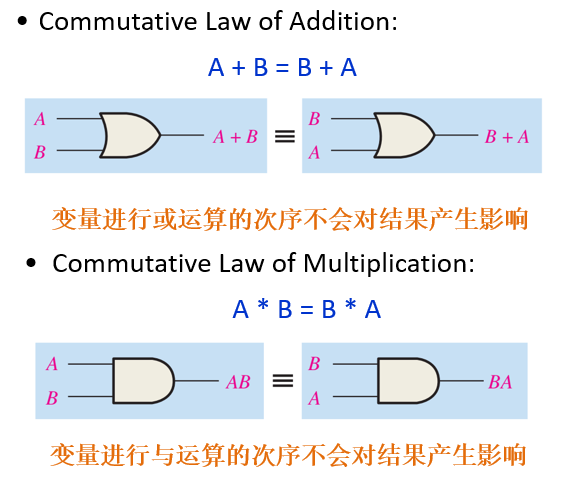 • Commutative Law of Addition:
A + B = B + A
A
B
A + B
≡
B
A
B + A
变量进行或运算的次序不会对结果产生影响
• Commutative Law of Multiplication:
A * B = B * A
A
B
AB
≡
B
A
BA
变量进行与运算的次序不会对结果产生影响